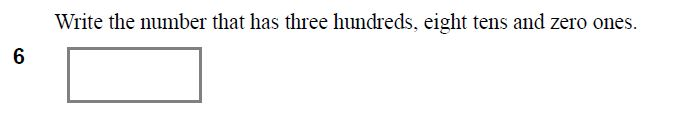 Write the number that has three hundreds, eight tens and zero ones.
6